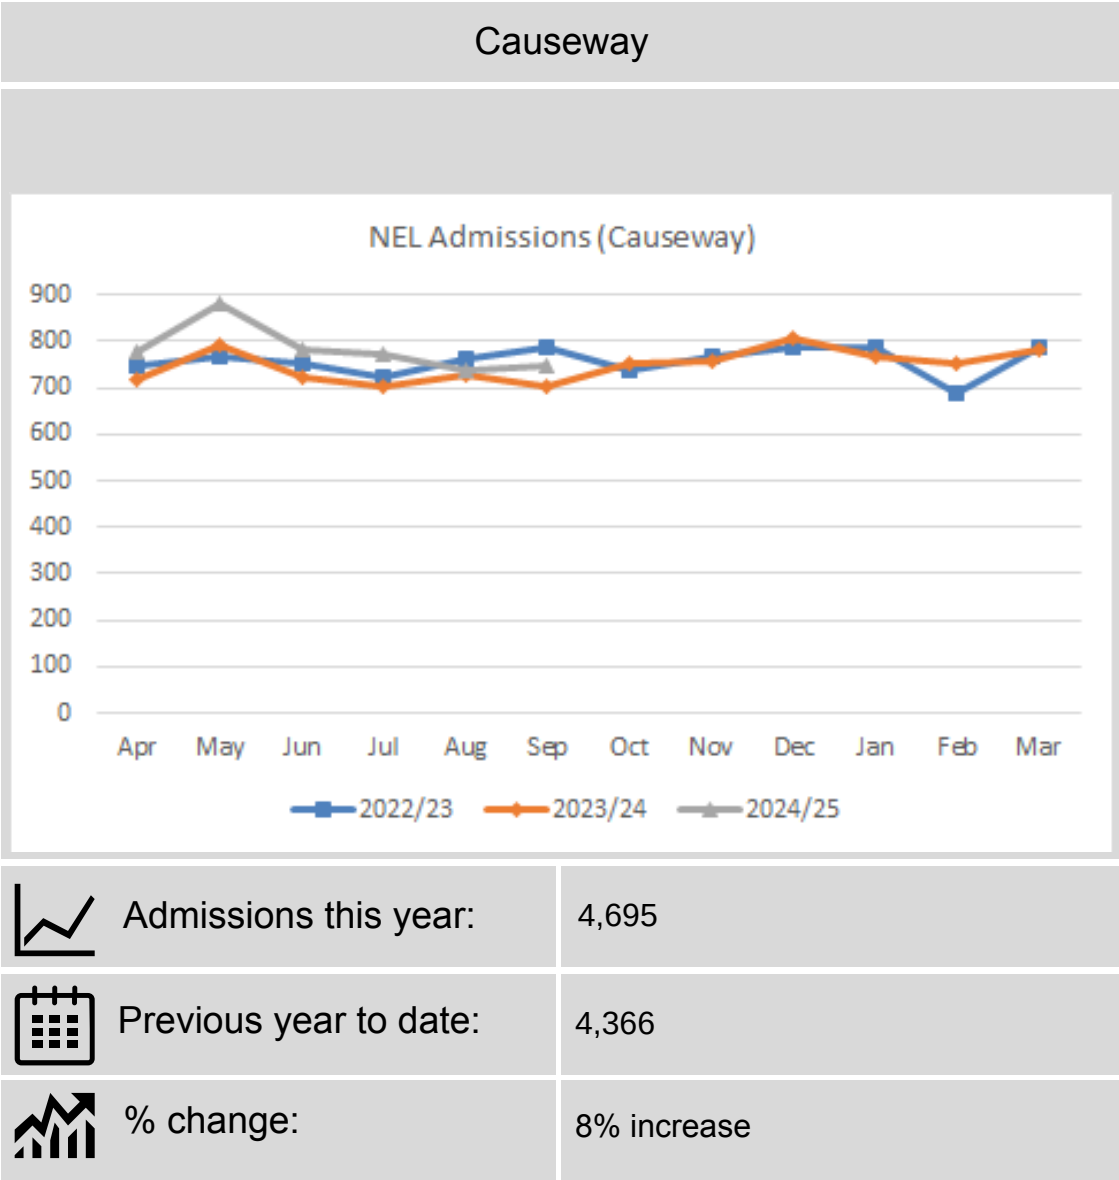 Causeway
NEL Admissions (Causeway)
900
800
700
600
500
400
300
200
100
0
Apr May Jun Jul Aug Sep Oct Nov Dec Jan Feb Mar
2022/23 2023/24 2024/25
Admissions this year: 4,695
Previous year to date: 4,366
% change: 8% increase